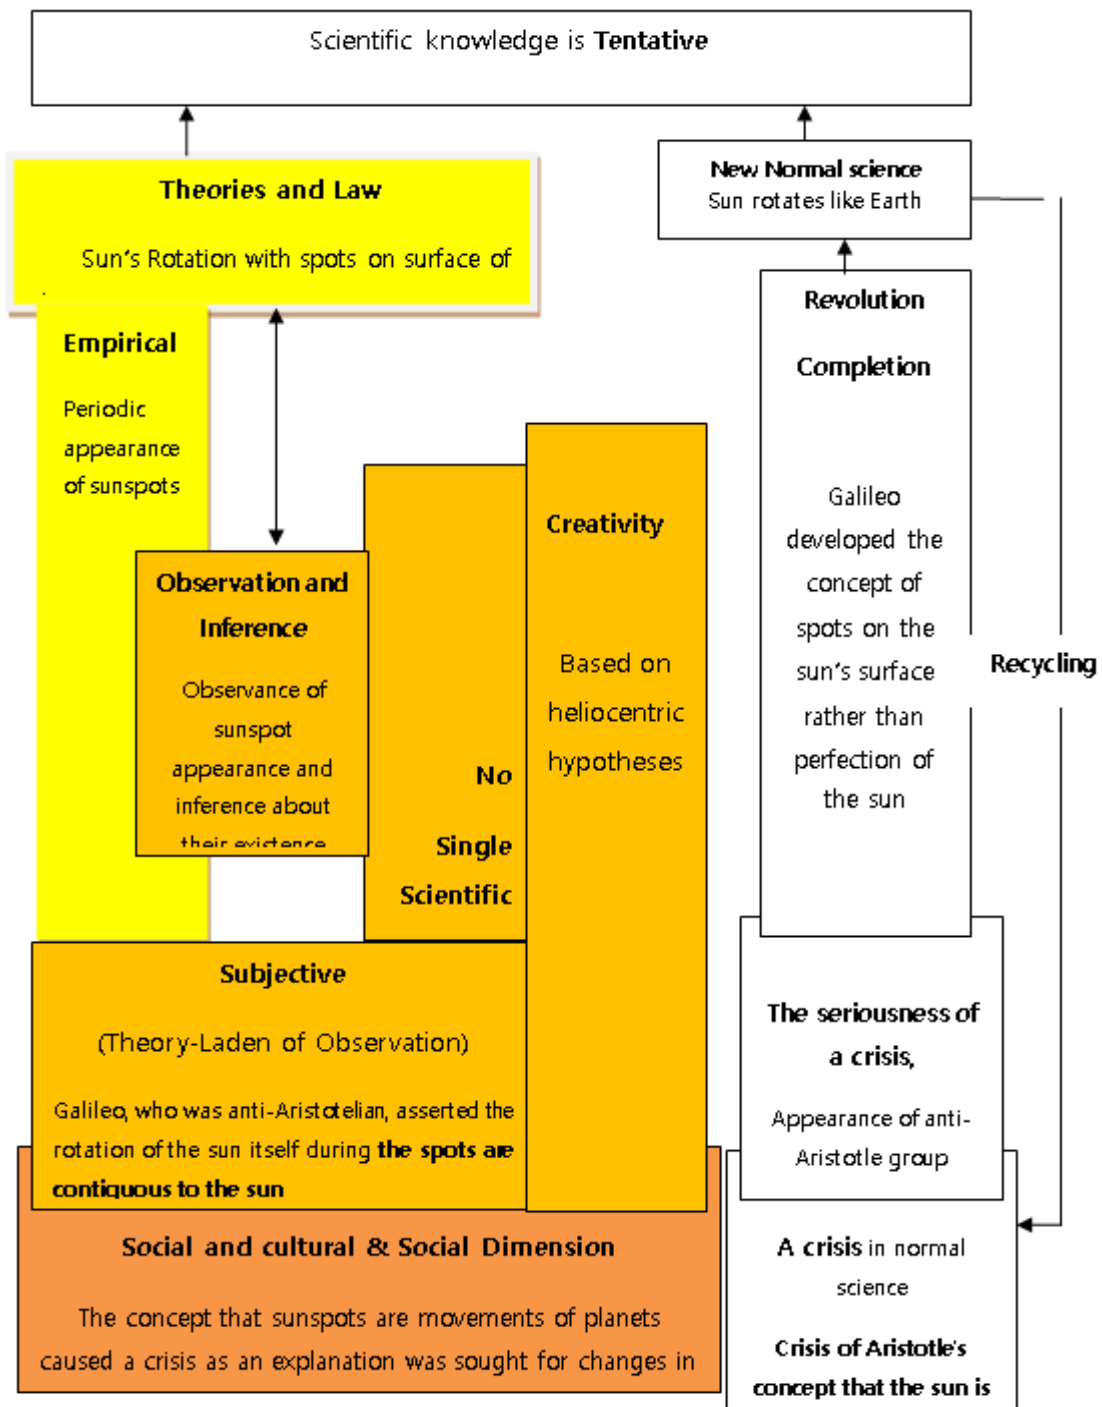 Scientific knowledge is Tentative
Theories and Law
Sun's Rotation with spots on surface of
New Normal science
Sun rotates like Earth
Empirical
Periodic
appearance
of sunspots
Observation and
Inference
Observance of
sunspot
appearance and
inference about
their existence
No
Single
Scientific
Creativity
Based on
heliocentric
hypotheses
Subjective
(Theory-Laden of Observation)
Galileo, who was anti-Aristotelian, asserted the
rotation of the sun itself during the spots are
contiguous to the sun
Social and cultural & Social Dimension
The concept that sunspots are movements of planets
caused a crisis as an explanation was sought for changes in
Revolution
Completion
Galileo
developed the
concept of
spots on the
sun's surface
rather than
perfection of
the sun
Recycling
The seriousness of
a crisis,
Appearance of anti-
Aristotle group
A crisis in normal
science
Crisis of Aristotle's
concept that the sun is